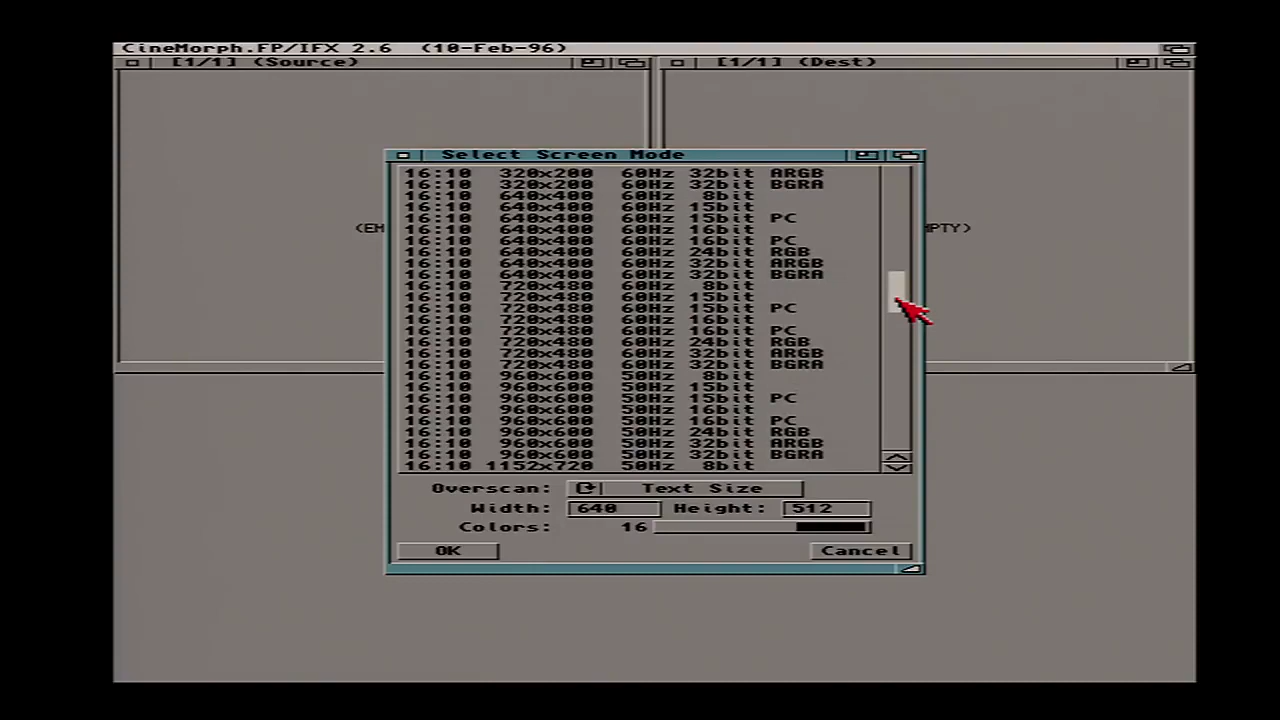 CineMorph.FP/IFX 2.6 (10-Feb-96)
[1/1] (Source)
[1/1] (Dest)
Select Screen Mode
16:10 320x200 60Hz 32bit ARGB
16:10 320x200 60Hz 32bit BGRA
16:10 640x400 60Hz 8bit
16:10 640x400 60Hz 15bit
16:10 640x400 60Hz 15bit PC
16:10 640x400 60Hz 16bit
16:10 640x400 60Hz 16bit PC
16:10 640x400 60Hz 24bit RGB
16:10 640x400 60Hz 32bit ARGB
16:10 640x400 60Hz 32bit BGRA
16:10 720x480 60Hz 8bit
16:10 720x480 60Hz 15bit
16:10 720x480 60Hz 15bit PC
16:10 720x480 60Hz 16bit
16:10 720x480 60Hz 16bit PC
16:10 720x480 60Hz 24bit RGB
16:10 720x480 60Hz 32bit ARGB
16:10 720x480 60Hz 32bit BGRA
16:10 960x600 50Hz 8bit
16:10 960x600 50Hz 15bit
16:10 960x600 50Hz 15bit PC
16:10 960x600 50Hz 16bit
16:10 960x600 50Hz 16bit PC
16:10 960x600 50Hz 24bit RGB
16:10 960x600 50Hz 32bit ARGB
16:10 960x600 50Hz 32bit BGRA
16:10 1152x720 50Hz 8bit
(EM
MPTY)
Overscan: Text Size
Width: 640 Height: 512
Colors: 16
OK Cancel